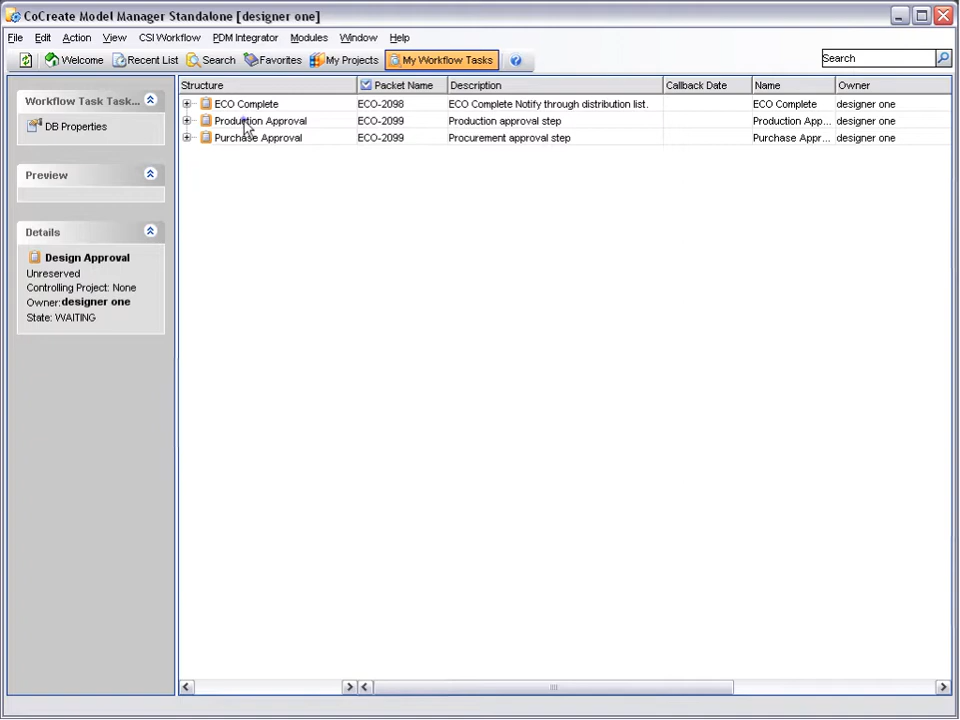 CoCreate Model Manager Standalone [designer one]
File Edit Action View CSI Workflow PDM Integrator Modules Window Help
Welcome Recent List Search Favorites My Projects My Workflow Tasks Search
Workflow Task Task...
DB Properties
Preview
Details
Design Approval
Unreserved
Controlling Project: None
Owner: designer one
State: WAITING
Structure Packet Name Description Callback Date Name Owner
ECO Complete ECO-2098 ECO Complete Notify through distribution list. ECO Complete designer one
Production Approval ECO-2099 Production approval step Production App... designer one
Purchase Approval ECO-2099 Procurement approval step Purchase Appr... designer one